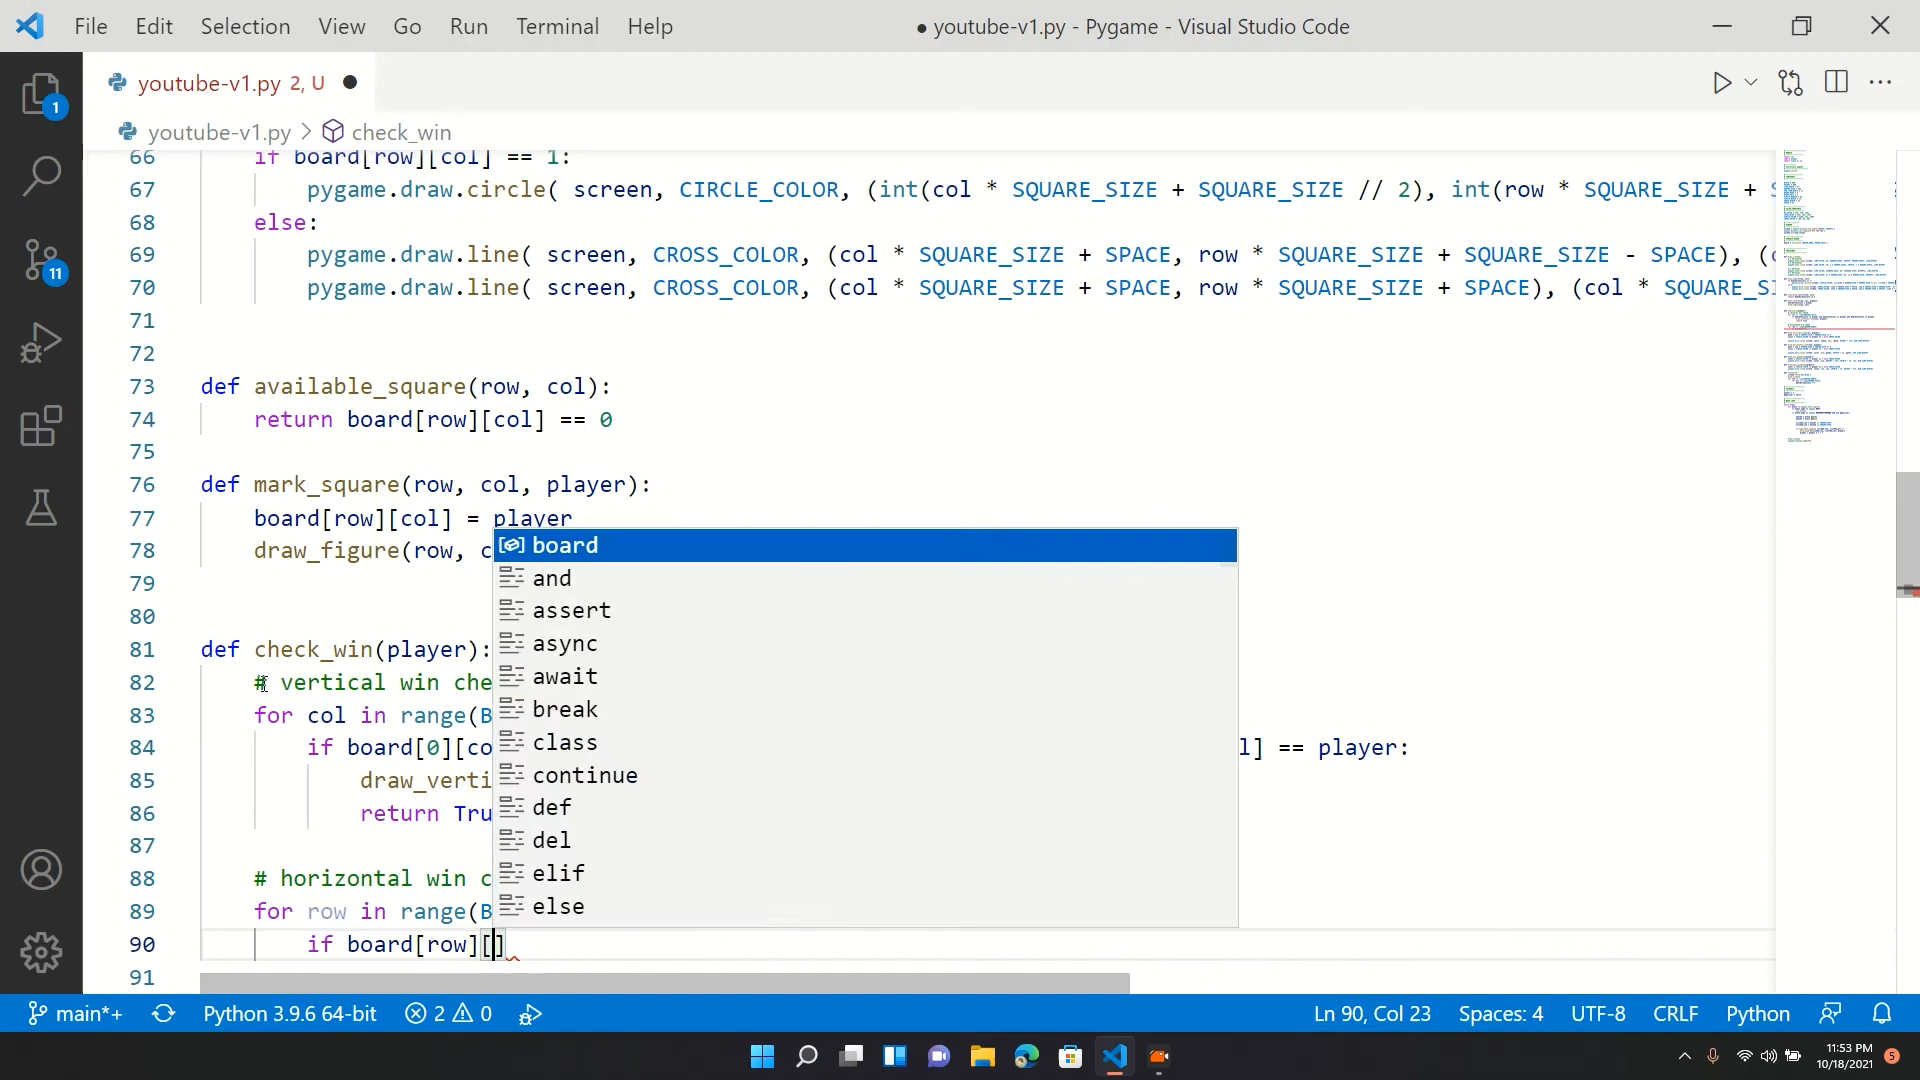 File Edit Selection View Go Run Terminal Help
● youtube-v1.py - Pygame - Visual Studio Code
youtube-v1.py 2, U ●
youtube-v1.py > check_win
1
11
66 if board[row][col] == 1:
67 pygame.draw.circle( screen, CIRCLE_COLOR, (int(col * SQUARE_SIZE + SQUARE_SIZE // 2), int(row * SQUARE_SIZE +
68 else:
69 pygame.draw.line( screen, CROSS_COLOR, (col * SQUARE_SIZE + SPACE, row * SQUARE_SIZE + SQUARE_SIZE - SPACE), (
70 pygame.draw.line( screen, CROSS_COLOR, (col * SQUARE_SIZE + SPACE, row * SQUARE_SIZE + SPACE), (col * SQUARE_SI
71
72
73 def available_square(row, col):
74 return board[row][col] == 0
75
76 def mark_square(row, col, player):
77 board[row][col] = player
78 draw_figure(row, c
79
80
81 def check_win(player):
82 # vertical win che
83 for col in range(B
84 if board[0][co l] == player:
85 draw_verti
86 return Tru
87
88 # horizontal win c
89 for row in range(B
90 if board[row][]
91
board
and
assert
async
await
break
class
continue
def
del
elif
else
main*+ Python 3.9.6 64-bit 2 0 Ln 90, Col 23 Spaces: 4 UTF-8 CRLF Python
11:53 PM
10/18/2021
5